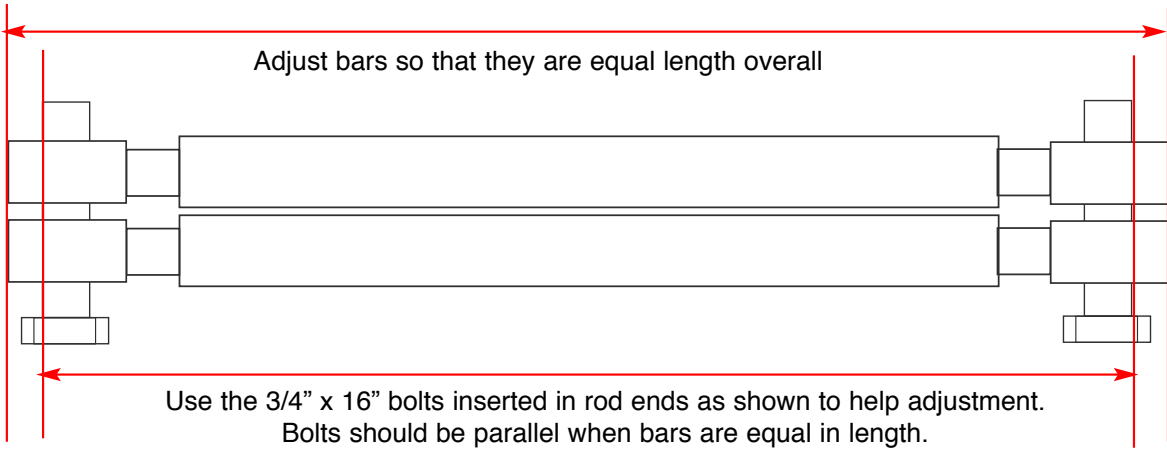 Adjust bars so that they are equal length overall
Use the 3/4” x 16” bolts inserted in rod ends as shown to help adjustment.
Bolts should be parallel when bars are equal in length.